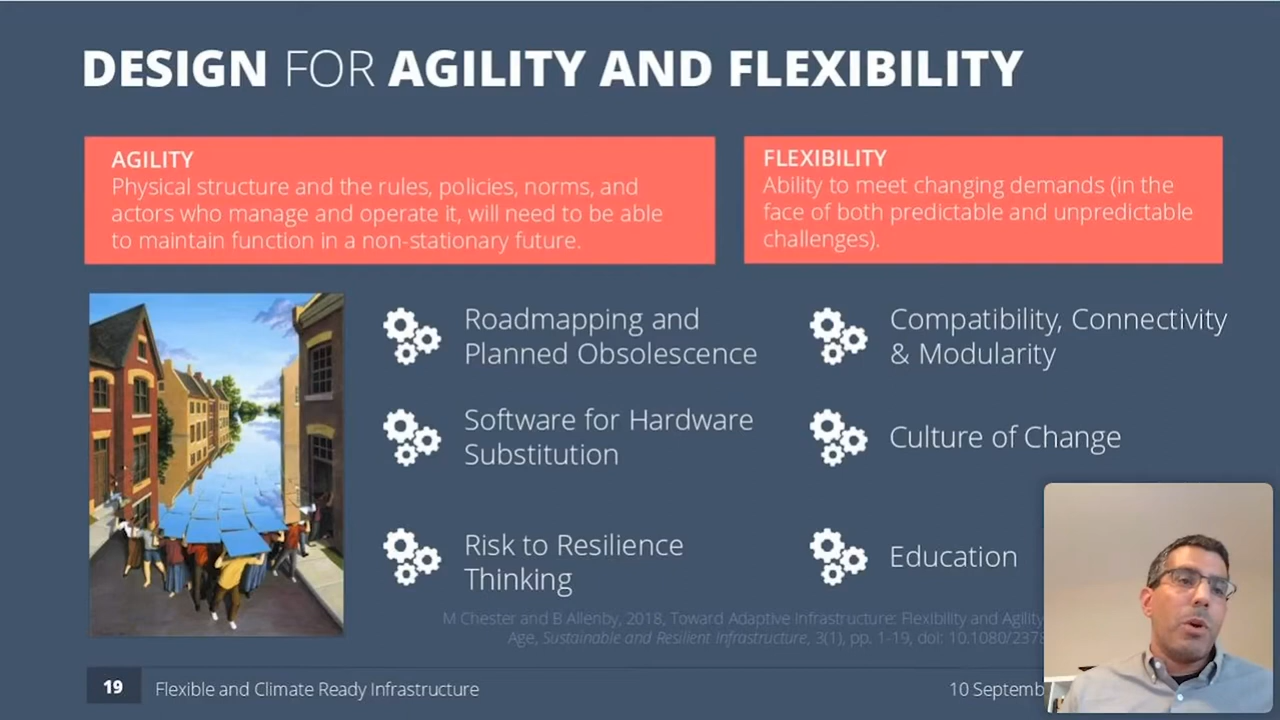 DESIGN FOR AGILITY AND FLEXIBILITY
AGILITY
Physical structure and the rules, policies, norms, and
actors who manage and operate it, will need to be able
to maintain function in a non-stationary future.
FLEXIBILITY
Ability to meet changing demands (in the
face of both predictable and unpredictable
challenges).
Roadmapping and
Planned Obsolescence
Compatibility, Connectivity
& Modularity
Software for Hardware
Substitution
Culture of Change
Risk to Resilience
Thinking
Education
M Chester and B Allenby, 2018, Toward Adaptive Infrastructure: Flexibility and Agility
Age, Sustainable and Resilient Infrastructure, 3(1), pp. 1-19, doi: 10.1080/2378
19
Flexible and Climate Ready Infrastructure
10